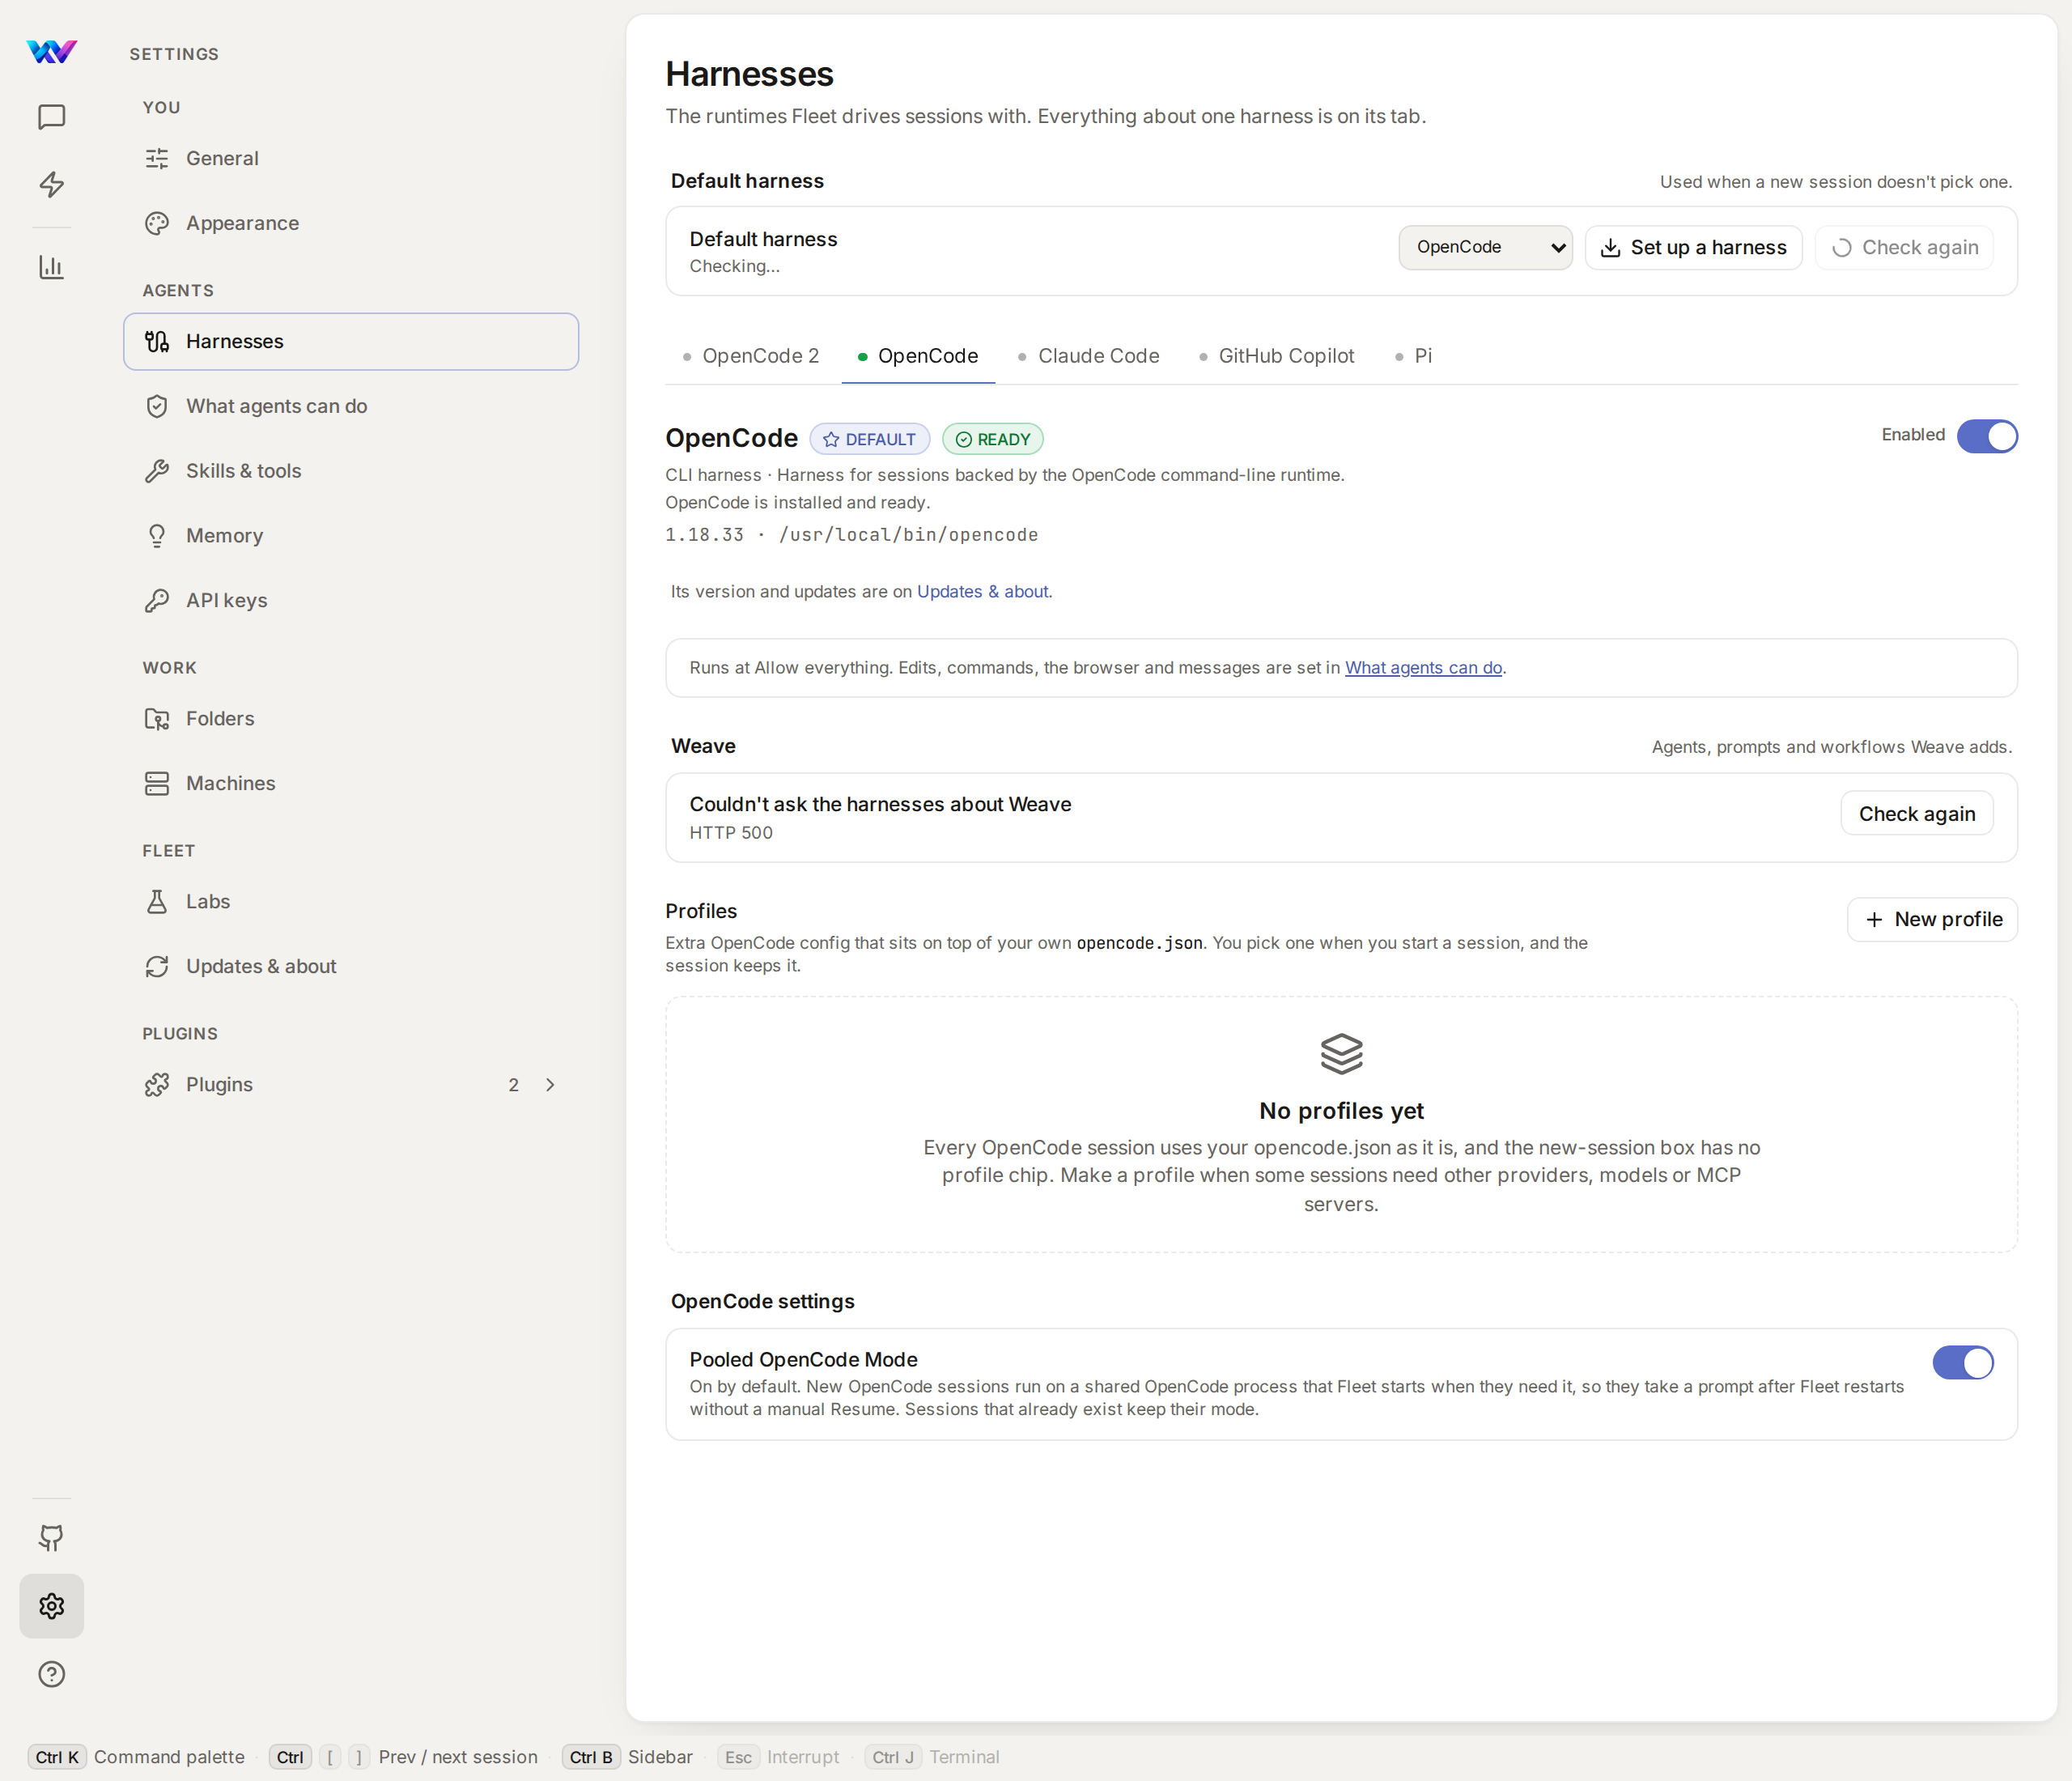 SETTINGS
YOU
General
Appearance
AGENTS
Harnesses
What agents can do
Skills & tools
Memory
API keys
WORK
Folders
Machines
FLEET
Labs
Updates & about
PLUGINS
Plugins 2
Harnesses
The runtimes Fleet drives sessions with. Everything about one harness is on its tab.
Default harness
Used when a new session doesn't pick one.
Default harness
Checking...
OpenCode
Set up a harness
Check again
OpenCode 2
OpenCode
Claude Code
GitHub Copilot
Pi
OpenCode
DEFAULT
READY
Enabled
CLI harness · Harness for sessions backed by the OpenCode command-line runtime.
OpenCode is installed and ready.
1.18.33 · /usr/local/bin/opencode
Its version and updates are on Updates & about.
Runs at Allow everything. Edits, commands, the browser and messages are set in What agents can do.
Weave
Agents, prompts and workflows Weave adds.
Couldn't ask the harnesses about Weave
HTTP 500
Check again
Profiles
New profile
Extra OpenCode config that sits on top of your own opencode.json. You pick one when you start a session, and the
session keeps it.
No profiles yet
Every OpenCode session uses your opencode.json as it is, and the new-session box has no
profile chip. Make a profile when some sessions need other providers, models or MCP
servers.
OpenCode settings
Pooled OpenCode Mode
On by default. New OpenCode sessions run on a shared OpenCode process that Fleet starts when they need it, so they take a prompt after Fleet restarts
without a manual Resume. Sessions that already exist keep their mode.
Ctrl K Command palette · Ctrl [ ] Prev / next session · Ctrl B Sidebar · Esc Interrupt · Ctrl J Terminal